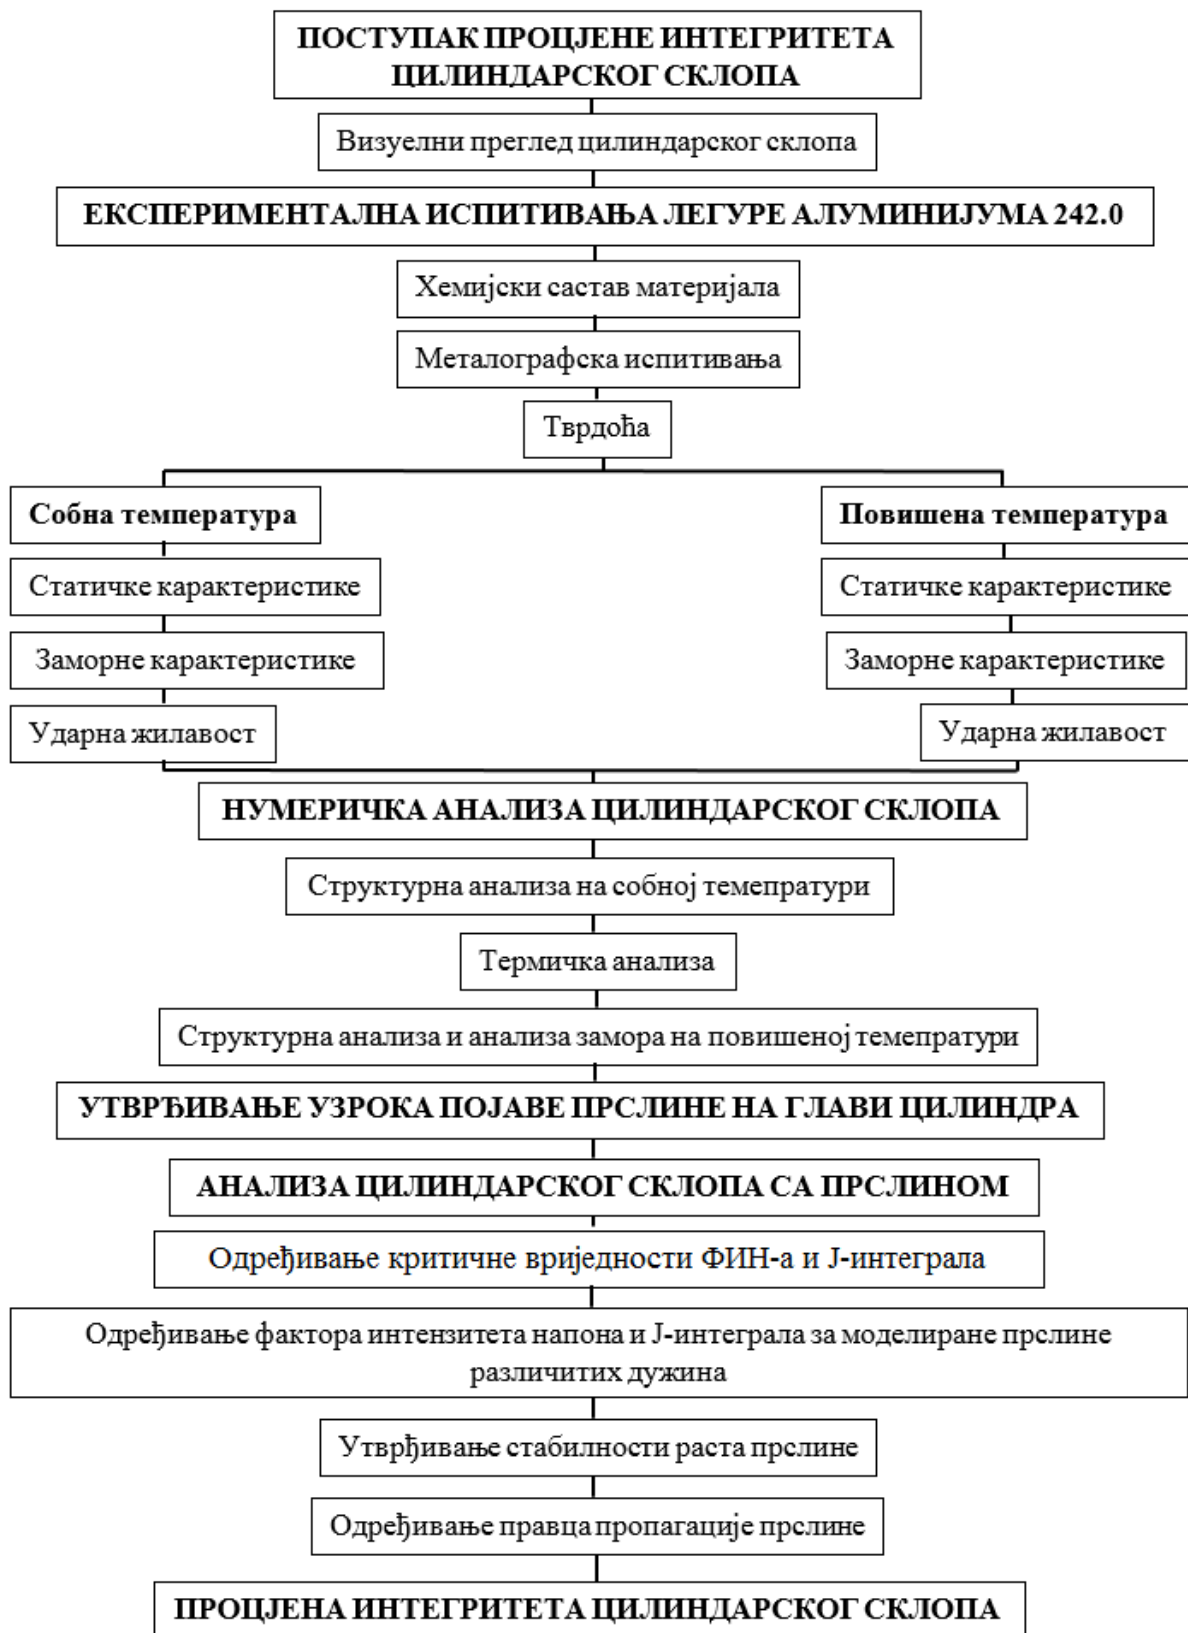 ПОСТУПАК ПРОЦЈЕНЕ ИНТЕГРИТЕТА
ЦИЛИНДАРСКОГ СКЛОПА
Визуелни преглед цилиндарског склопа
ЕКСПЕРИМЕНТАЛНА ИСПИТИВАЊА ЛЕГУРЕ АЛУМИНИЈУМА 242.0
Хемијски састав материјала
Металографска испитивања
Тврдоћа
Собна температура
Статичке карактеристике
Заморне карактеристике
Ударна жилавост
Повишена температура
Статичке карактеристике
Заморне карактеристике
Ударна жилавост
НУМЕРИЧКА АНАЛИЗА ЦИЛИНДАРСКОГ СКЛОПА
Структурна анализа на собној темепратури
Термичка анализа
Структурна анализа и анализа замора на повишеној темепратури
УТВРЂИВАЊЕ УЗРОКА ПОЈАВЕ ПРСЛИНЕ НА ГЛАВИ ЦИЛИНДРА
АНАЛИЗА ЦИЛИНДАРСКОГ СКЛОПА СА ПРСЛИНОМ
Одређивање критичне вриједности ФИН-а и Ј-интеграла
Одређивање фактора интензитета напона и Ј-интеграла за моделиране прслине
различитих дужина
Утврђивање стабилности раста прслине
Одређивање правца пропагације прслине
ПРОЦЈЕНА ИНТЕГРИТЕТА ЦИЛИНДАРСКОГ СКЛОПА